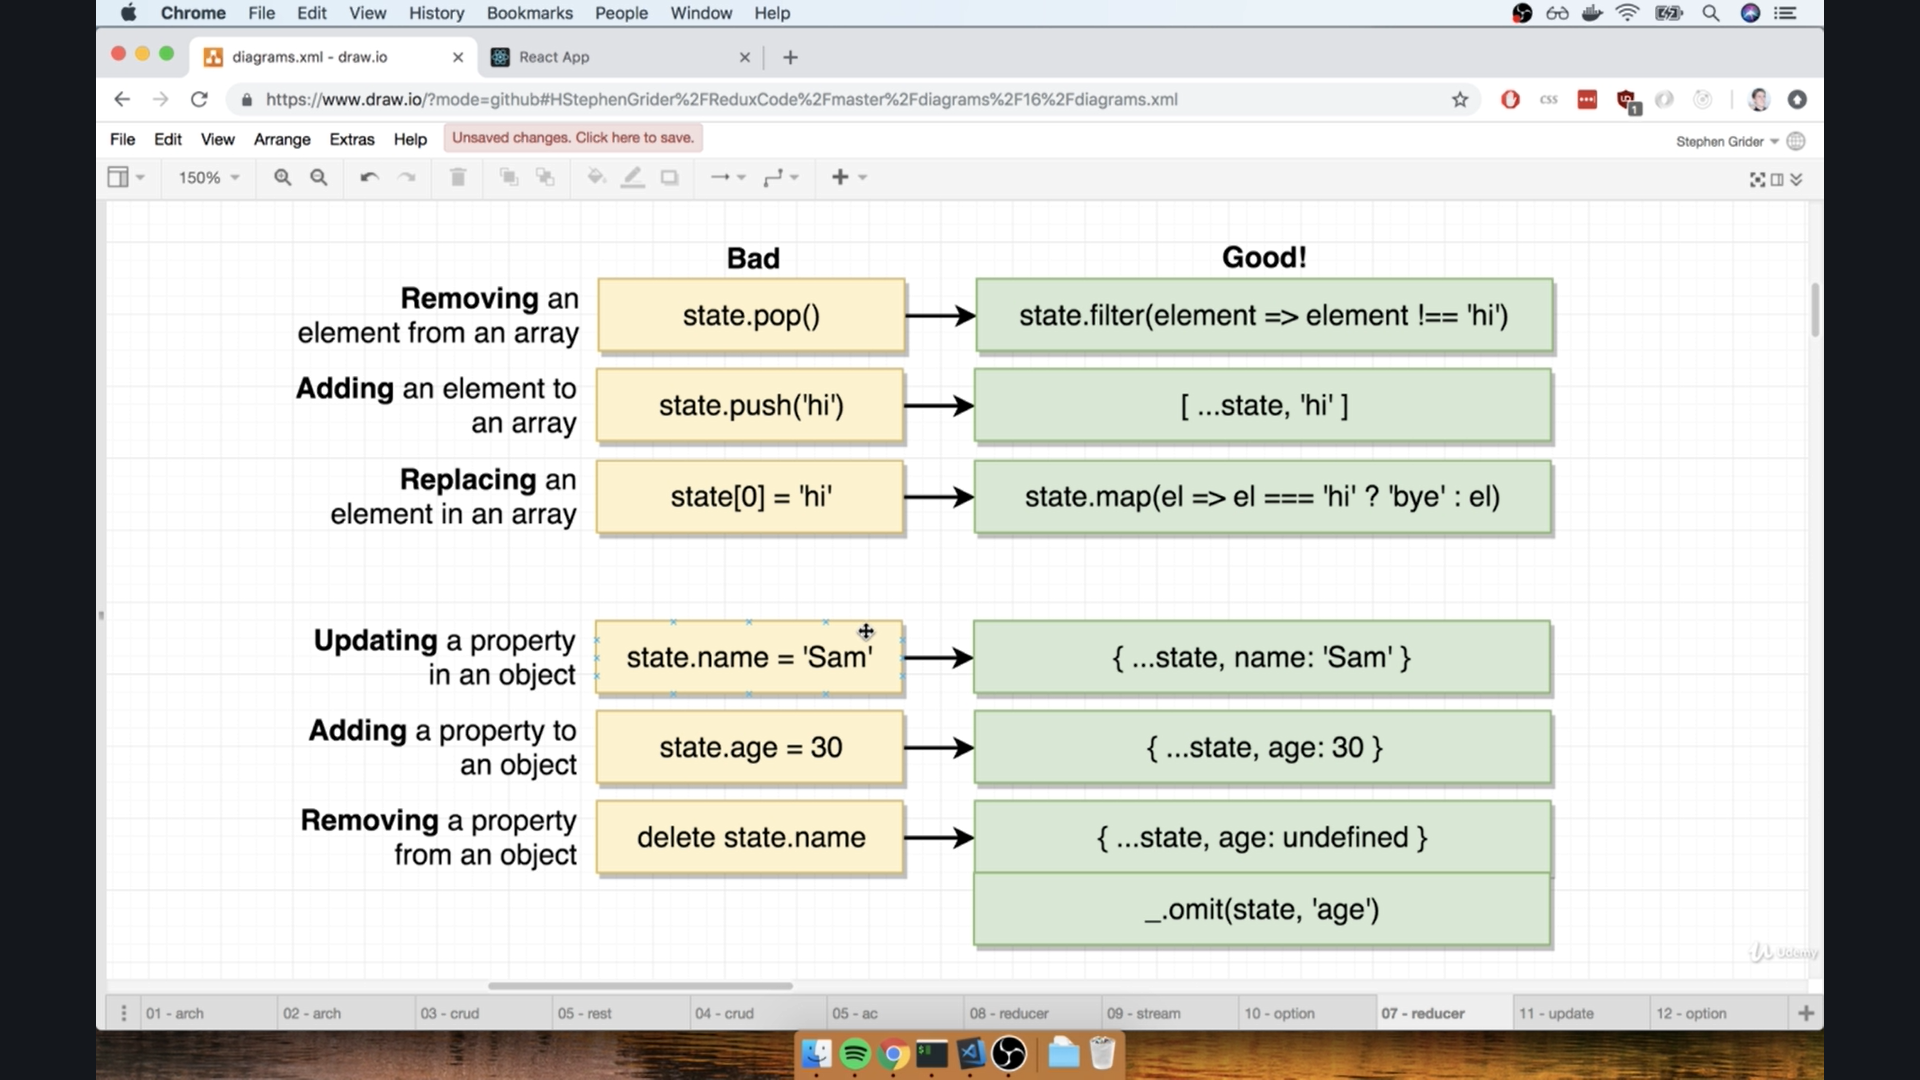 Chrome File Edit View History Bookmarks People Window Help
diagrams.xml - draw.io
React App
https://www.draw.io/?mode=github#HStephenGrider%2FReduxCode%2Fmaster%2Fdiagrams%2F16%2Fdiagrams.xml
CSS
1
File Edit View Arrange Extras Help
Unsaved changes. Click here to save.
Stephen Grider
150%
Bad
Good!
Removing an
element from an array
state.pop()
state.filter(element => element !== 'hi')
Adding an element to
an array
state.push('hi')
[ ...state, 'hi' ]
Replacing an
element in an array
state[0] = 'hi'
state.map(el => el === 'hi' ? 'bye' : el)
Updating a property
in an object
state.name = 'Sam'
{ ...state, name: 'Sam' }
Adding a property to
an object
state.age = 30
{ ...state, age: 30 }
Removing a property
from an object
delete state.name
{ ...state, age: undefined }
_.omit(state, 'age')
Udemy
01 - arch
02 - arch
03 - crud
05 - rest
04 - crud
05 - ac
08 - reducer
09 - stream
10 - option
07 - reducer
11 - update
12 - option